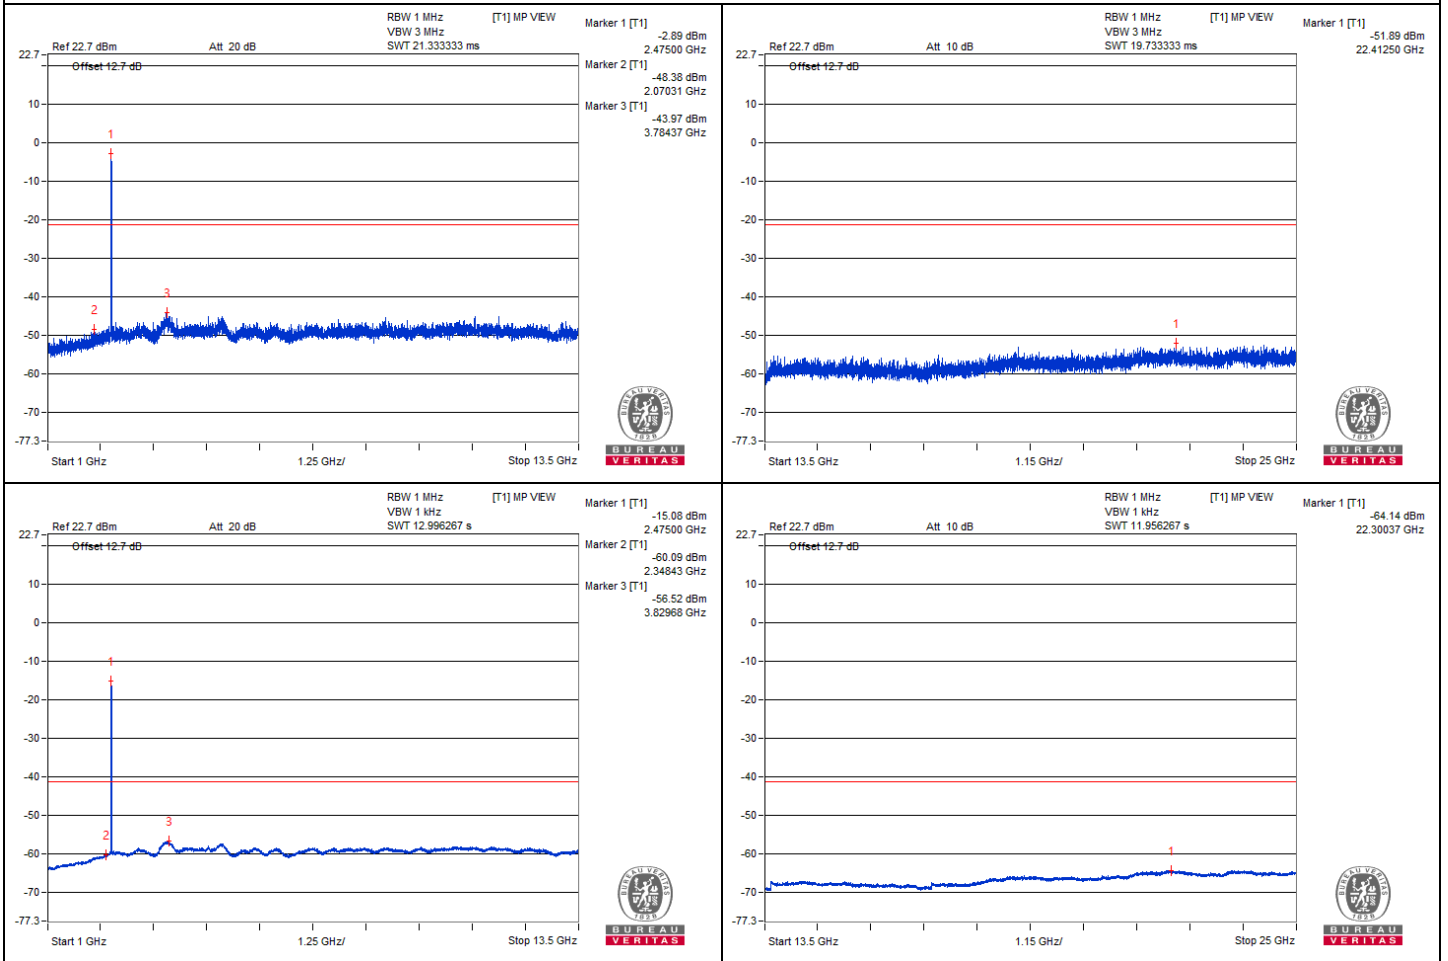 RBW 1 MHz [T1] MP VIEW
VBW 3 MHz
Ref 22.7 dBm Att 20 dB SWT 21.333333 ms
Marker 1 [T1]
-2.89 dBm
2.47500 GHz
Marker 2 [T1]
-48.38 dBm
2.07031 GHz
Marker 3 [T1]
-43.97 dBm
3.78437 GHz
22.7
Offset 12.7 dB
10
0
-10
-20
-30
-40
-50
-60
-70
-77.3
1
2
3
Start 1 GHz 1.25 GHz/ Stop 13.5 GHz
BUREAU VERITAS
1828
BUREAU
VERITAS
RBW 1 MHz [T1] MP VIEW
VBW 3 MHz
Ref 22.7 dBm Att 10 dB SWT 19.733333 ms
Marker 1 [T1]
-51.89 dBm
22.41250 GHz
22.7
Offset 12.7 dB
10
0
-10
-20
-30
-40
-50
-60
-70
-77.3
1
Start 13.5 GHz 1.15 GHz/ Stop 25 GHz
BUREAU VERITAS
1828
BUREAU
VERITAS
RBW 1 MHz [T1] MP VIEW
VBW 1 kHz
Ref 22.7 dBm Att 20 dB SWT 12.996267 s
Marker 1 [T1]
-15.08 dBm
2.47500 GHz
Marker 2 [T1]
-60.09 dBm
2.34843 GHz
Marker 3 [T1]
-56.52 dBm
3.82968 GHz
22.7
Offset 12.7 dB
10
0
-10
-20
-30
-40
-50
-60
-70
-77.3
1
2
3
Start 1 GHz 1.25 GHz/ Stop 13.5 GHz
BUREAU VERITAS
1828
BUREAU
VERITAS
RBW 1 MHz [T1] MP VIEW
VBW 1 kHz
Ref 22.7 dBm Att 10 dB SWT 11.956267 s
Marker 1 [T1]
-64.14 dBm
22.30037 GHz
22.7
Offset 12.7 dB
10
0
-10
-20
-30
-40
-50
-60
-70
-77.3
1
Start 13.5 GHz 1.15 GHz/ Stop 25 GHz
BUREAU VERITAS
1828
BUREAU
VERITAS